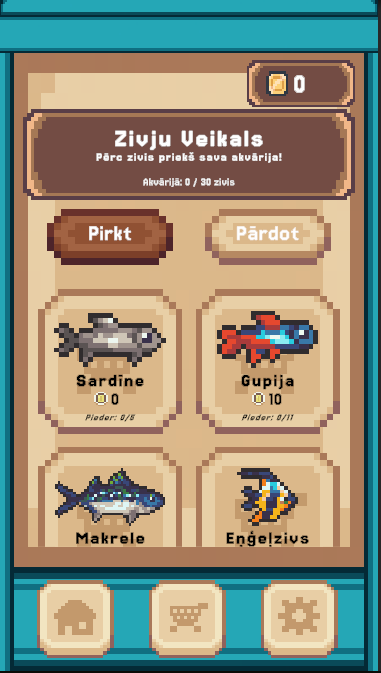 0
Zivju Veikals
Pērc zivis priekš sava akvārija!
Akvārijā: 0 / 30 zivis
Pirkt
Pārdot
Sardīne
Gupija
0
10
Pieder: 0/5
Pieder: 0/11
Makrele
Eņģeļzivs